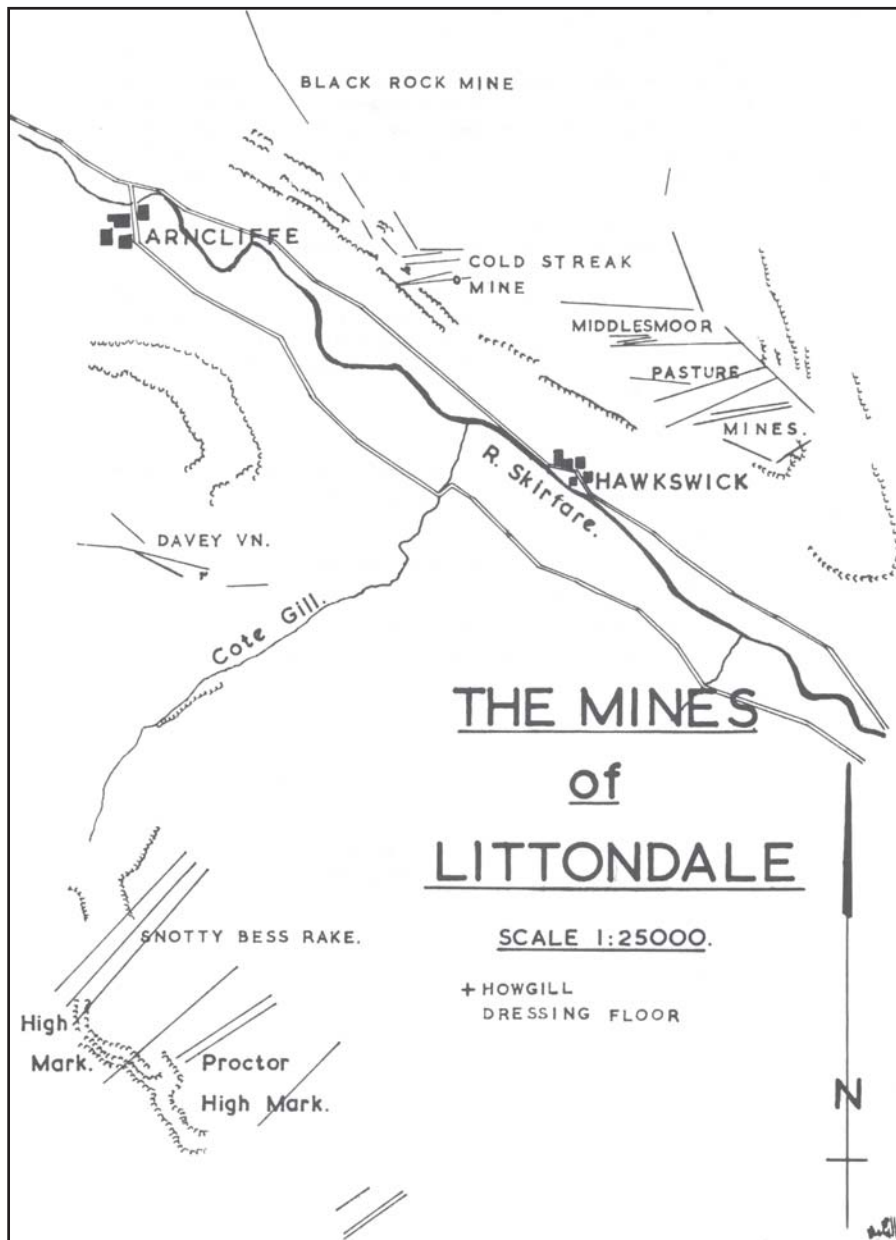 BLACK ROCK MINE
ARNCLIFFE
COLD STREAK
MINE
MIDDLESMOOR
PASTURE
MINES.
R. Skirfare.
HAWKSWICK
DAVEY VN.
Cote Gill.
THE MINES
of
LITTONDALE
SCALE 1:25000.
SNOTTY BESS RAKE.
+ HOWGILL
DRESSING FLOOR
High
Mark.
Proctor
High Mark.
N